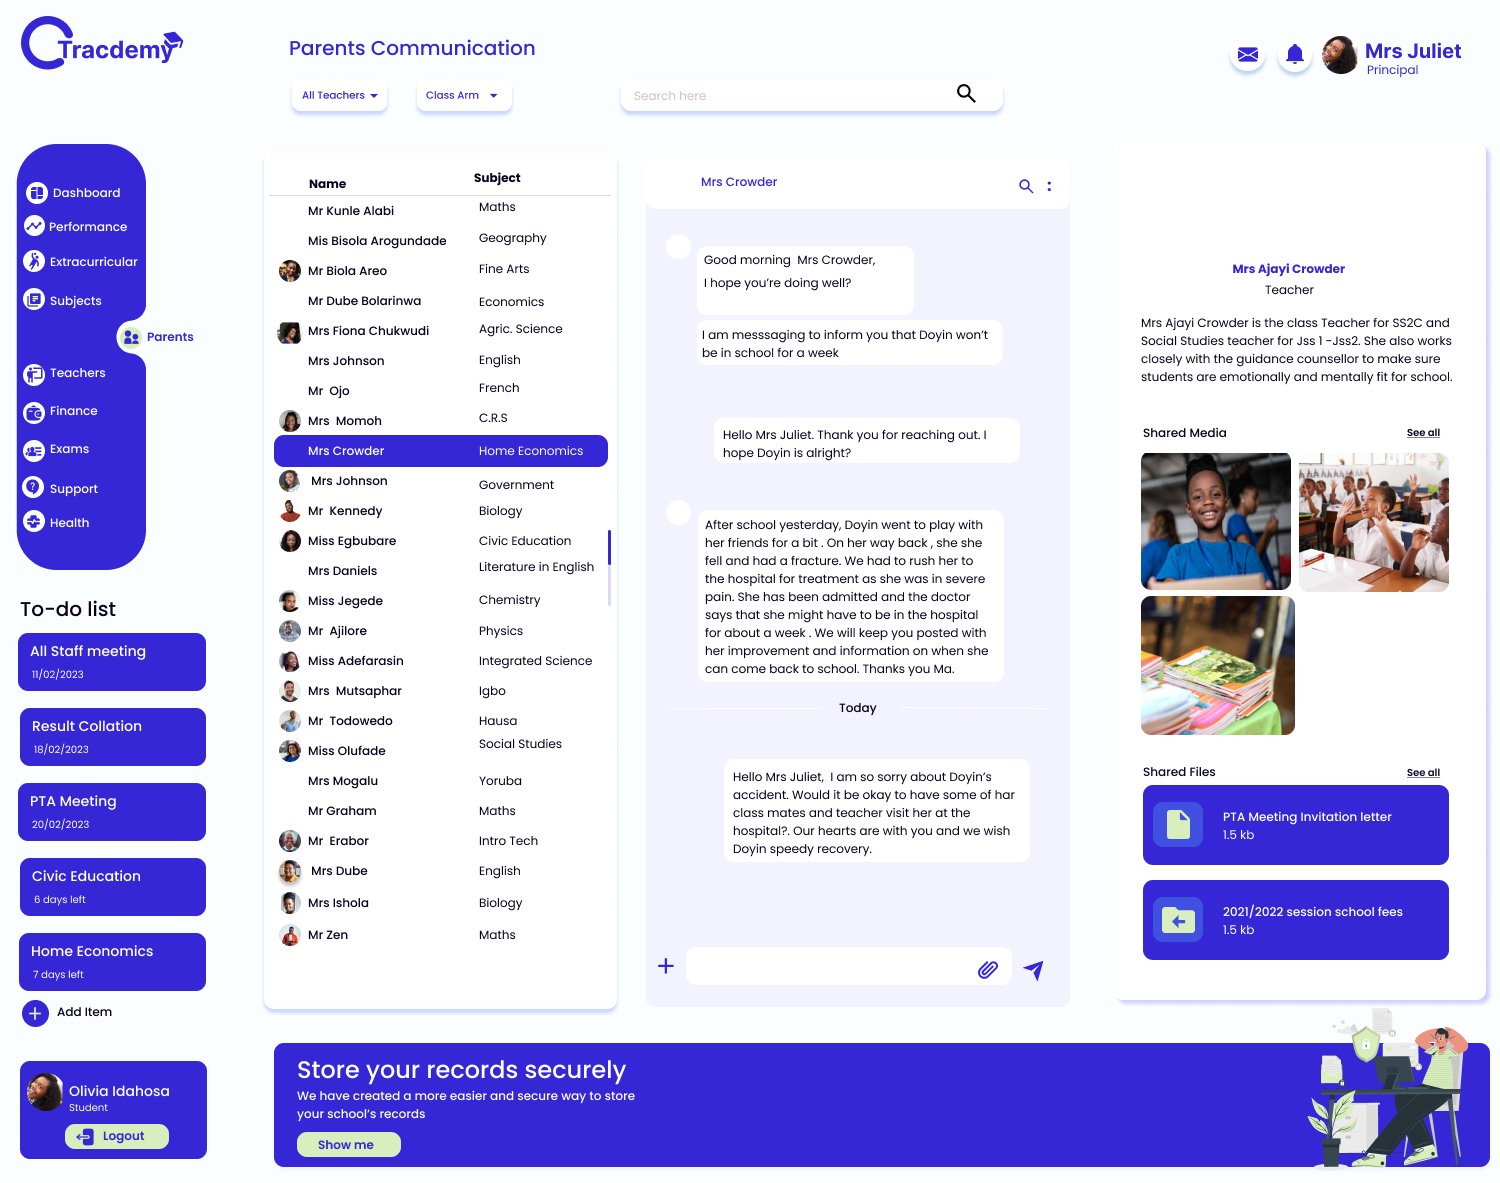 Tracdemy
Parents Communication
Mrs Juliet
Principal
All Teachers
Class Arm
Search here
Dashboard
Performance
Extracurricular
Subjects
Parents
Teachers
Finance
Exams
Support
Health
To-do list
All Staff meeting
11/02/2023
Result Collation
18/02/2023
PTA Meeting
20/02/2023
Civic Education
6 days left
Home Economics
7 days left
Add Item
Olivia Idahosa
Student
Logout
Name Subject
Mr Kunle Alabi Maths
Mis Bisola Arogundade Geography
Mr Biola Areo Fine Arts
Mr Dube Bolarinwa Economics
Mrs Fiona Chukwudi Agric. Science
Mrs Johnson English
Mr Ojo French
Mrs Momoh C.R.S
Mrs Crowder Home Economics
Mrs Johnson Government
Mr Kennedy Biology
Miss Egbubare Civic Education
Mrs Daniels Literature in English
Miss Jegede Chemistry
Mr Ajilore Physics
Miss Adefarasin Integrated Science
Mrs Mutsaphar Igbo
Mr Todowedo Hausa
Miss Olufade Social Studies
Mrs Mogalu Yoruba
Mr Graham Maths
Mr Erabor Intro Tech
Mrs Dube English
Mrs Ishola Biology
Mr Zen Maths
Mrs Crowder
Good morning Mrs Crowder,
I hope you're doing well?
I am messsaging to inform you that Doyin won't
be in school for a week
Hello Mrs Juliet. Thank you for reaching out. I
hope Doyin is alright?
After school yesterday, Doyin went to play with
her friends for a bit . On her way back , she she
fell and had a fracture. We had to rush her to
the hospital for treatment as she was in severe
pain. She has been admitted and the doctor
says that she might have to be in the hospital
for about a week . We will keep you posted with
her improvement and information on when she
can come back to school. Thanks you Ma.
Today
Hello Mrs Juliet, I am so sorry about Doyin's
accident. Would it be okay to have some of har
class mates and teacher visit her at the
hospital?. Our hearts are with you and we wish
Doyin speedy recovery.
Mrs Ajayi Crowder
Teacher
Mrs Ajayi Crowder is the class Teacher for SS2C and
Social Studies teacher for Jss 1 -Jss2. She also works
closely with the guidance counsellor to make sure
students are emotionally and mentally fit for school.
Shared Media See all
Shared Files See all
PTA Meeting Invitation letter
1.5 kb
2021/2022 session school fees
1.5 kb
Store your records securely
We have created a more easier and secure way to store
your school's records
Show me